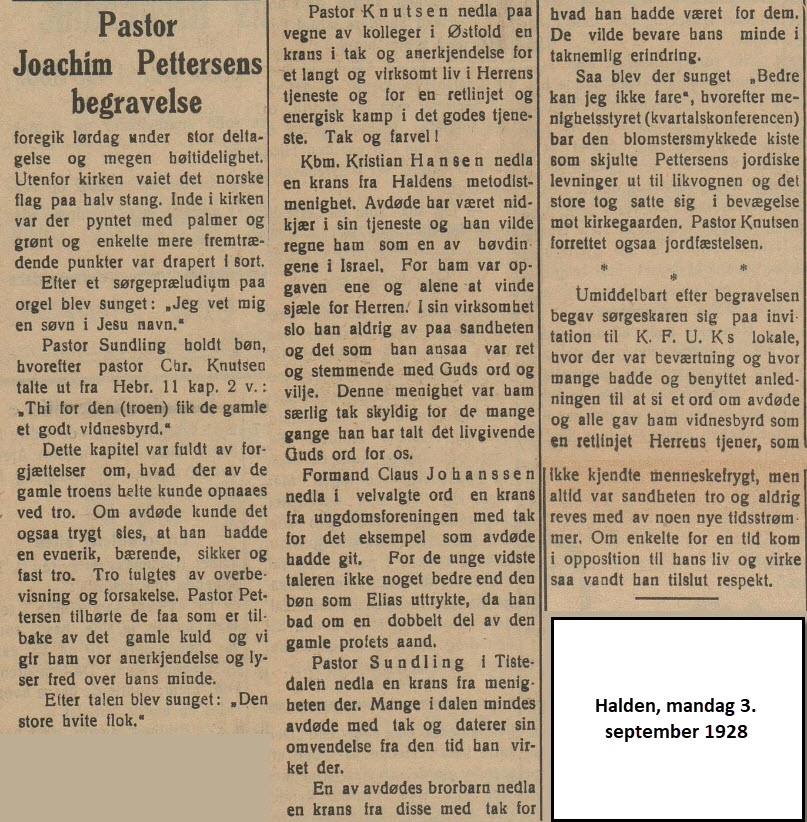 Pastor
Joachim Pettersens
begravelse
foregik lørdag under stor delta-
gelse og megen høitidelighet.
Utenfor kirken vaiet det norske
flag paa halv stang. Inde i kirken
var der pyntet med palmer og
grønt og enkelte mere fremtræ-
dende punkter var drapert i sort.
Efter et sørgepræludium paa
orgel blev sunget: „Jeg vet mig
en søvn i Jesu navn.“
Pastor Sundling holdt bøn,
hvorefter pastor Chr. Knutsen
talte ut fra Hebr. 11 kap. 2 v.:
„Thi for den (troen) fik de gamle
et godt vidnesbyrd.“
Dette kapitel var fuldt av for-
gjættelser om, hvad der av de
gamle troens helte kunde opnaaes
ved tro. Om avdøde kunde det
ogsaa trygt sies, at han hadde
en evnerik, bærende, sikker og
fast tro. Tro fulgtes av overbe-
visning og forsakelse. Pastor Pet-
tersen tilhørte de faa som er til-
bake av det gamle kuld og vi
gir ham vor anerkjendelse og ly-
ser fred over hans minde.
Efter talen blev sunget: „Den
store hvite flok.“
Pastor Knutsen nedla paa
vegne av kolleger i Østfold en
krans i tak og anerkjendelse for
et langt og virksomt liv i Herrens
tjeneste og for en retlinjet og
energisk kamp i det godes tjene-
ste. Tak og farvel!
Kbm. Kristian Hansen nedla
en krans fra Haldens metodist-
menighet. Avdøde har været nid-
kjær i sin tjeneste og han vilde
regne ham som en av høvdin-
gene i Israel. For ham var op-
gaven ene og alene at vinde
sjæle for Herren. I sin virksomhet
slo han aldrig av paa sandheten
og det som han ansaa var ret
og stemmende med Guds ord og
vilje. Denne menighet var ham
særlig tak skyldig for de mange
gange han har talt det livgivende
Guds ord for os.
Formand Claus Johanssen
nedla i velvalgte ord en krans
fra ungdomsforeningen med tak
for det eksempel som avdøde
hadde git. For de unge vidste
taleren ikke noget bedre end den
bøn som Elias uttrykte, da han
bad om en dobbelt del av den
gamle profets aand.
Pastor Sundling i Tiste-
dalen nedla en krans fra menig-
heten der. Mange i dalen mindes
avdøde med tak og daterer sin
omvendelse fra den tid han vir-
ket der.
En av avdødes brorbarn nedla
en krans fra disse med tak for
hvad han hadde været for dem.
De vilde bevare hans minde i
taknemlig erindring.
Saa blev der sunget „Bedre
kan jeg ikke fare“, hvorefter me-
nighetsstyret (kvartalskonferencen)
bar den blomstersmykkede kiste
som skjulte Pettersens jordiske
levninger ut til likvognen og det
store tog satte sig i bevægelse
mot kirkegaarden. Pastor Knutsen
forrettet ogsaa jordfæstelsen.
* * *
Umiddelbart efter begravelsen
begav sørgeskaren sig paa invi-
tation til K. F. U. Ks lokale,
hvor der var beværtning og hvor
mange hadde og benyttet anled-
ningen til at si et ord om avdøde
og alle gav ham vidnesbyrd som
en retlinjet Herrens tjener, som
ikke kjendte menneskefrygt, men
altid var sandheten tro og aldrig
reves med av noen nye tidsstrøm-
mer. Om enkelte for en tid kom
i opposition til hans liv og virke
saa vandt han tilslut respekt.
Halden, mandag 3.
september 1928